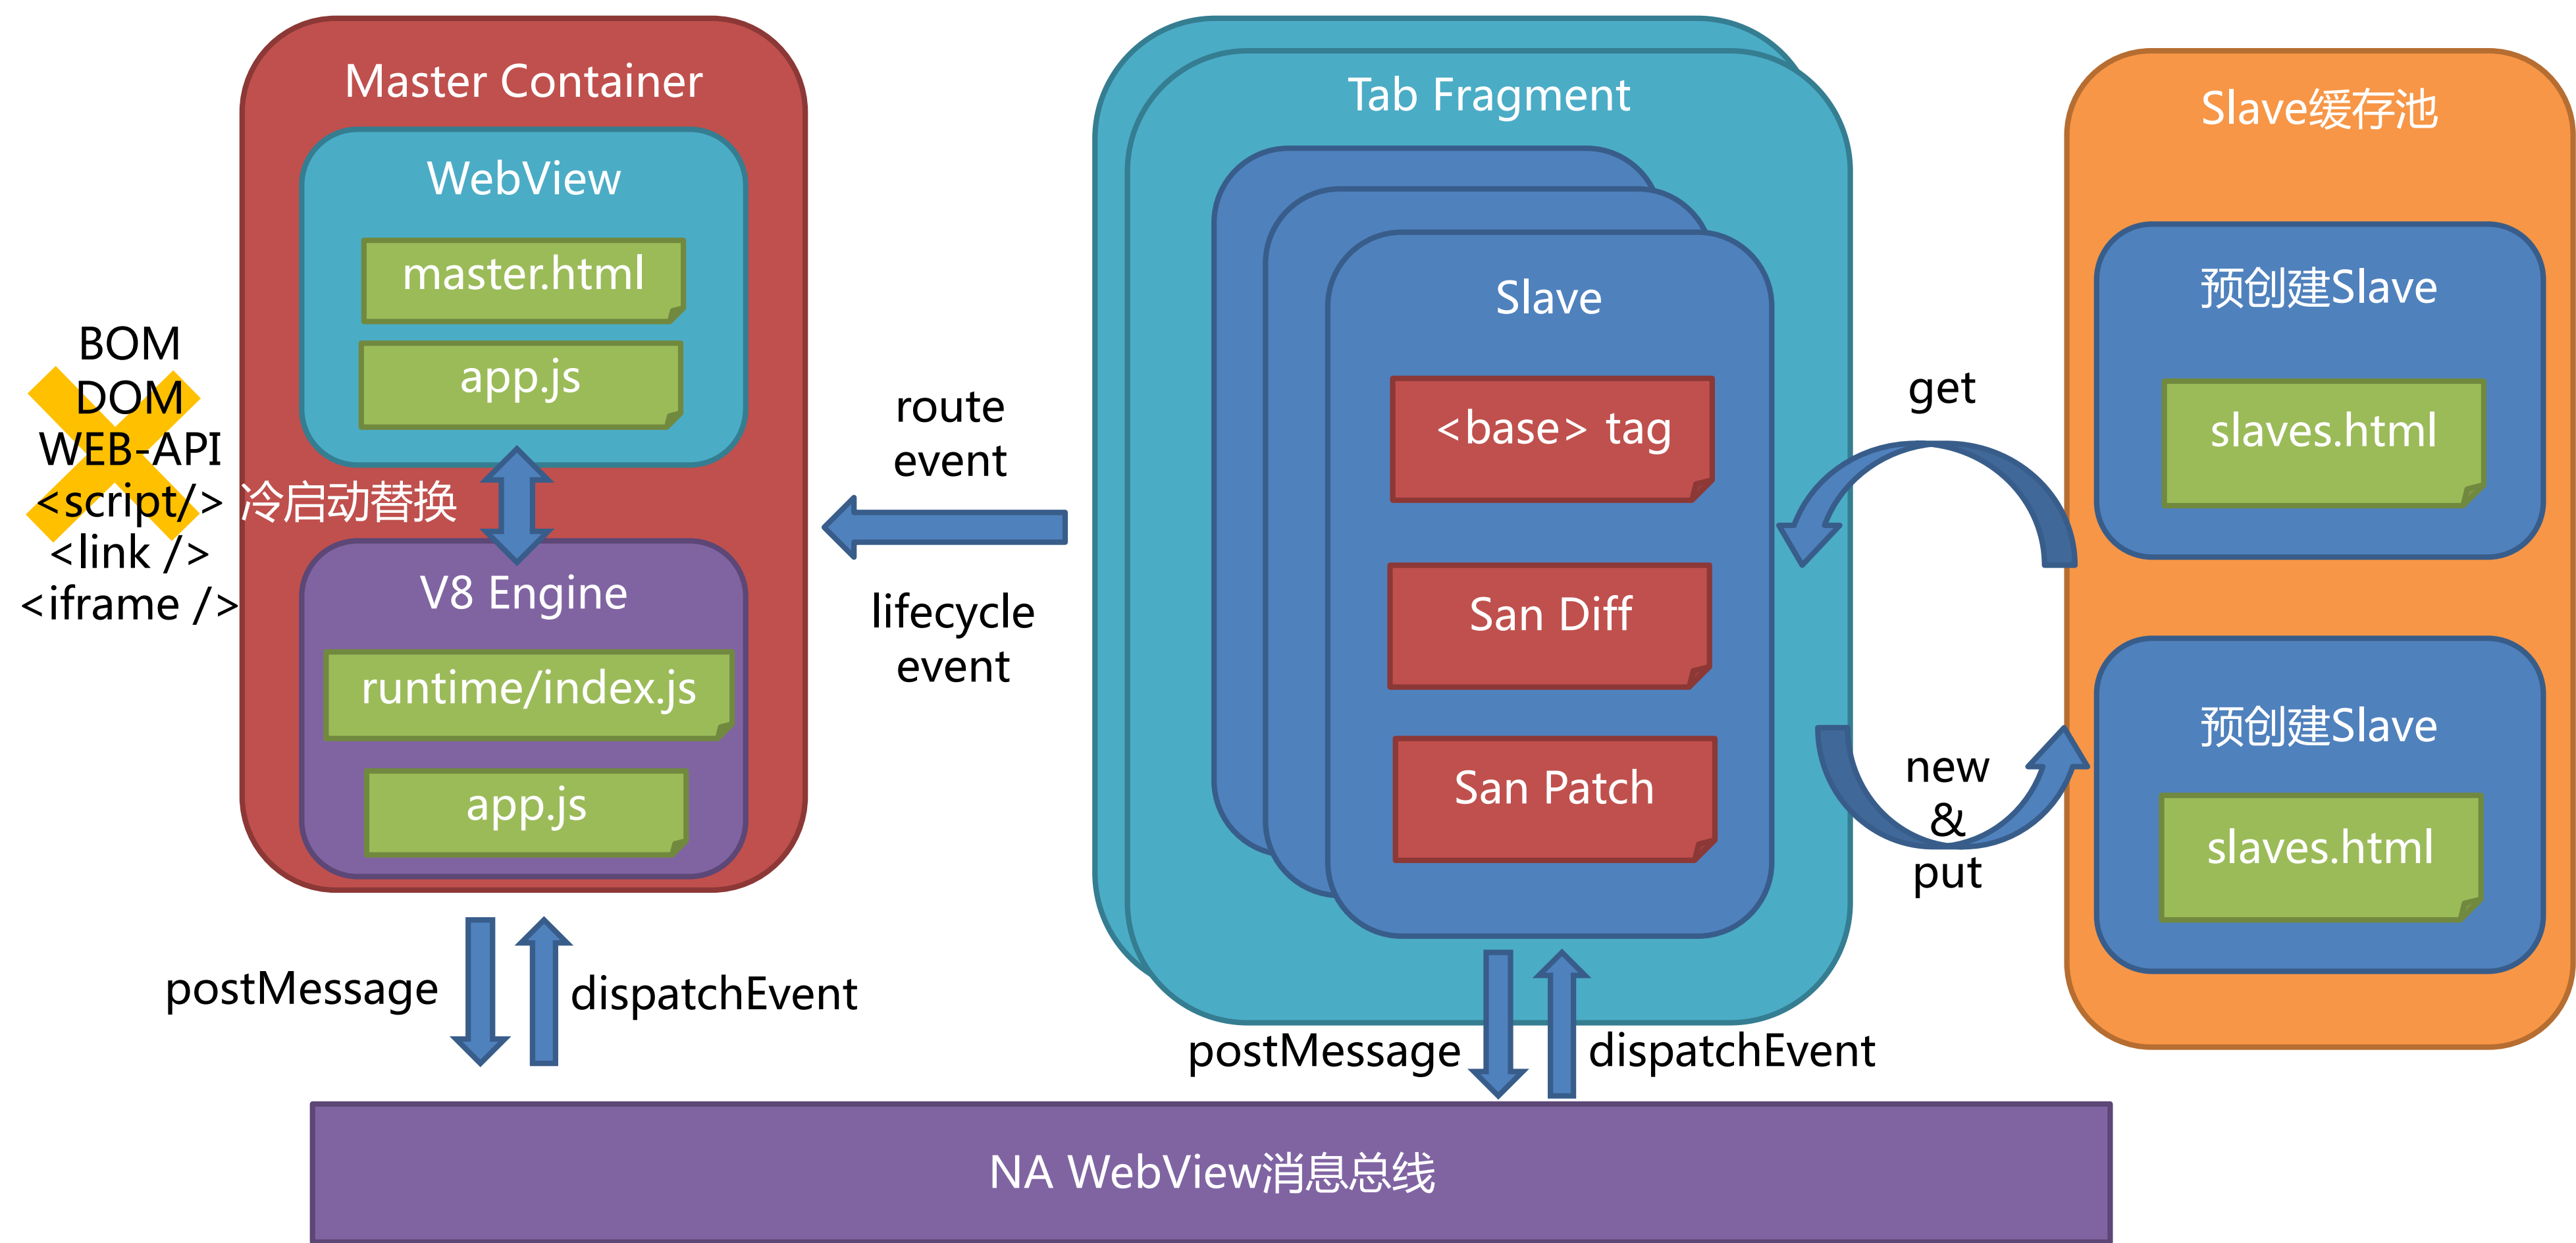 Master Container
WebView
master.html
app.js
冷启动替换
V8 Engine
runtime/index.js
app.js
BOM
DOM
WEB-API
<script/>
<link />
<iframe />
route
event
lifecycle
event
Tab Fragment
Slave
<base> tag
San Diff
San Patch
get
new
&
put
Slave缓存池
预创建Slave
slaves.html
预创建Slave
slaves.html
postMessage
dispatchEvent
postMessage
dispatchEvent
NA WebView消息总线